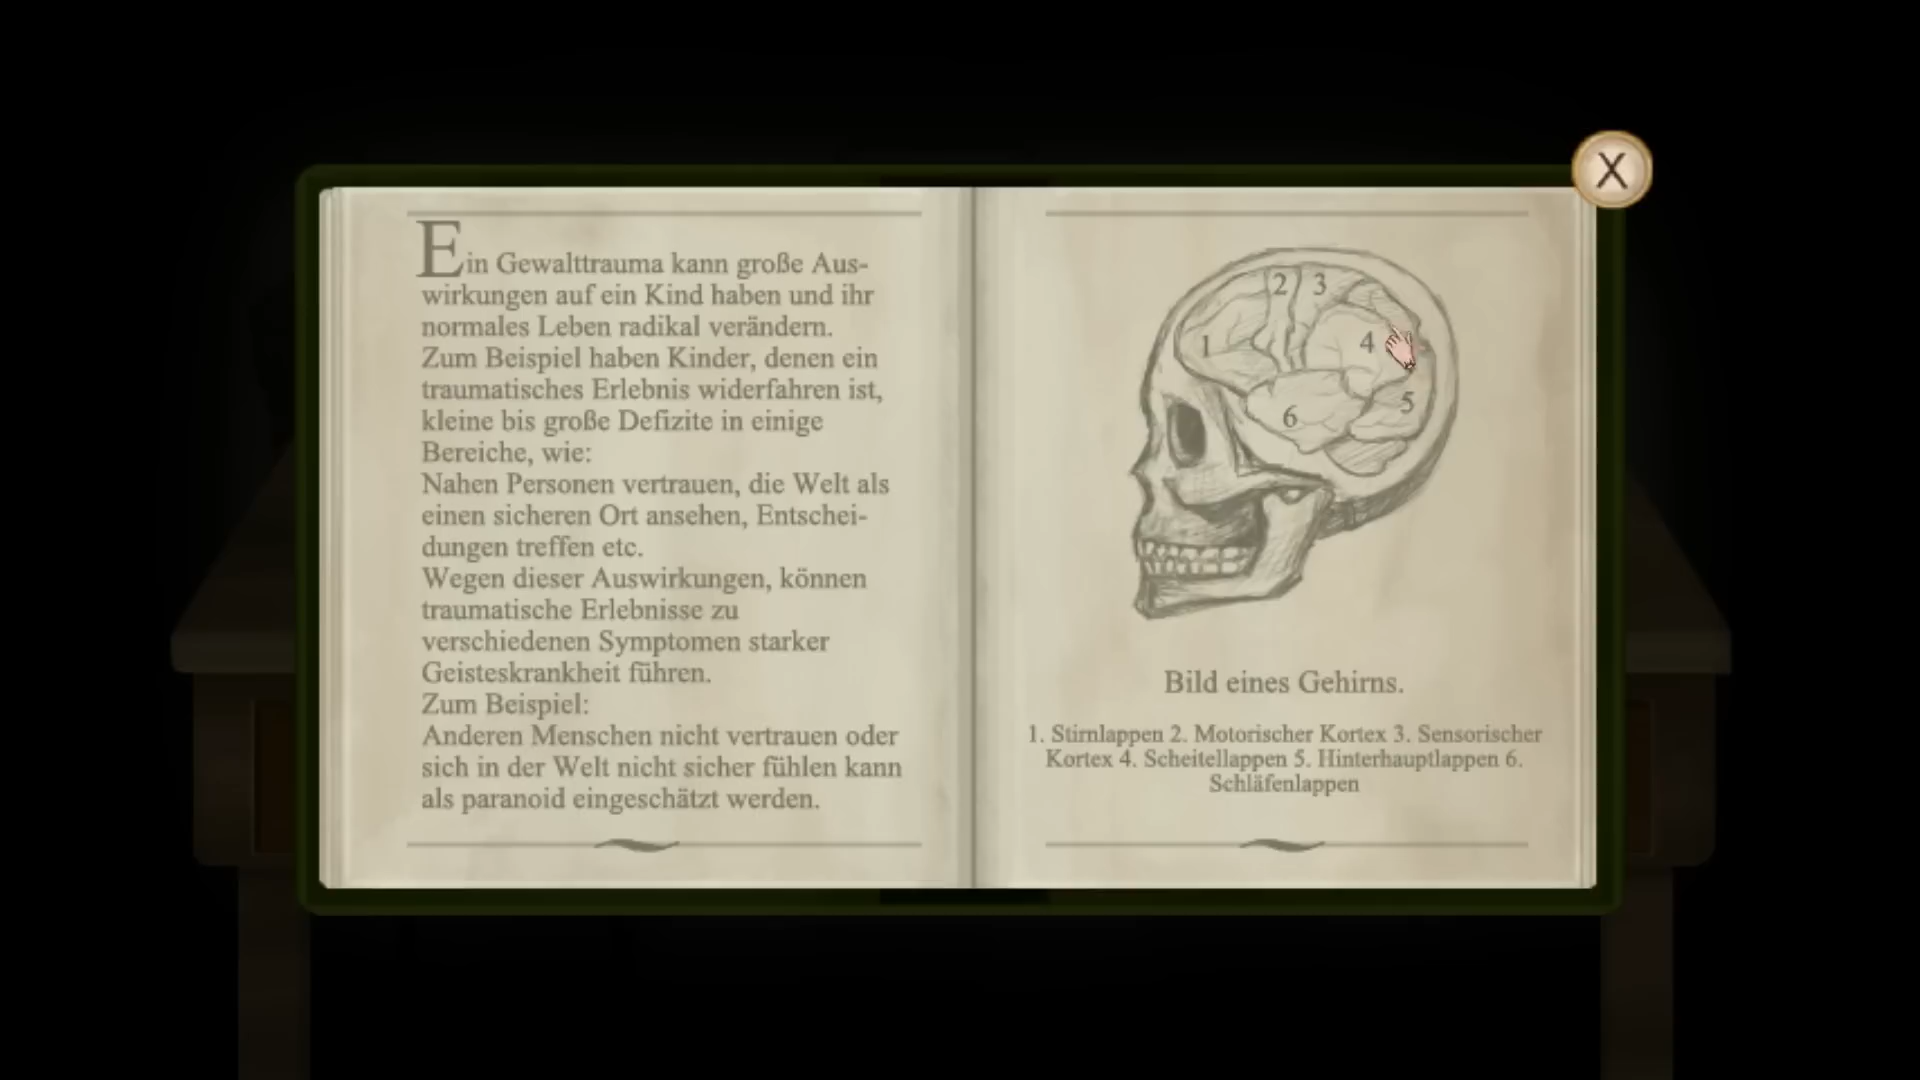 Ein Gewalttrauma kann große Aus-
wirkungen auf ein Kind haben und ihr
normales Leben radikal verändern.
Zum Beispiel haben Kinder, denen ein
traumatisches Erlebnis widerfahren ist,
kleine bis große Defizite in einige
Bereiche, wie:
Nahen Personen vertrauen, die Welt als
einen sicheren Ort ansehen, Entschei-
dungen treffen etc.
Wegen dieser Auswirkungen, können
traumatische Erlebnisse zu
verschiedenen Symptomen starker
Geisteskrankheit führen.
Zum Beispiel:
Anderen Menschen nicht vertrauen oder
sich in der Welt nicht sicher fühlen kann
als paranoid eingeschätzt werden.
X
2 3
1 4
5
6
Bild eines Gehirns.
1. Stirnlappen 2. Motorischer Kortex 3. Sensorischer
Kortex 4. Scheitellappen 5. Hinterhauptlappen 6.
Schläfenlappen